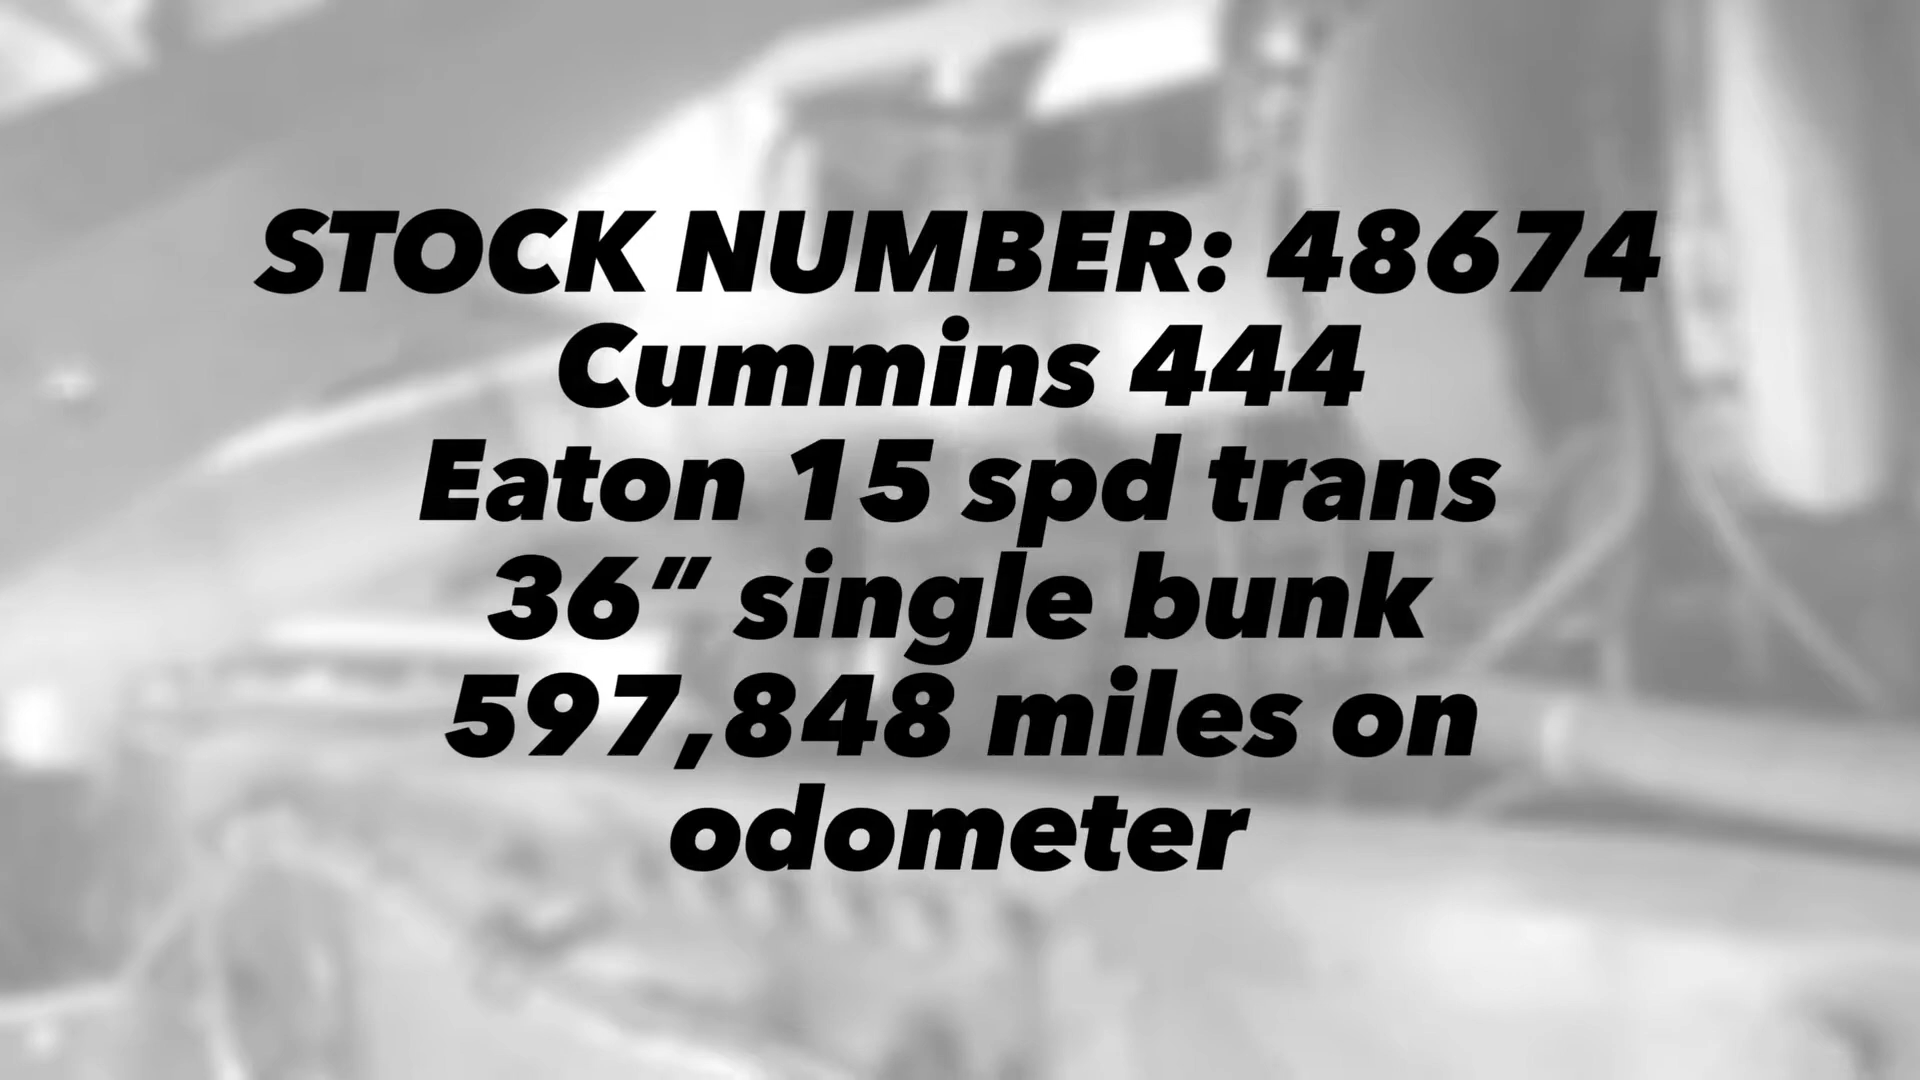 STOCK NUMBER: 48674
Cummins 444
Eaton 15 spd trans
36" single bunk
597,848 miles on
odometer